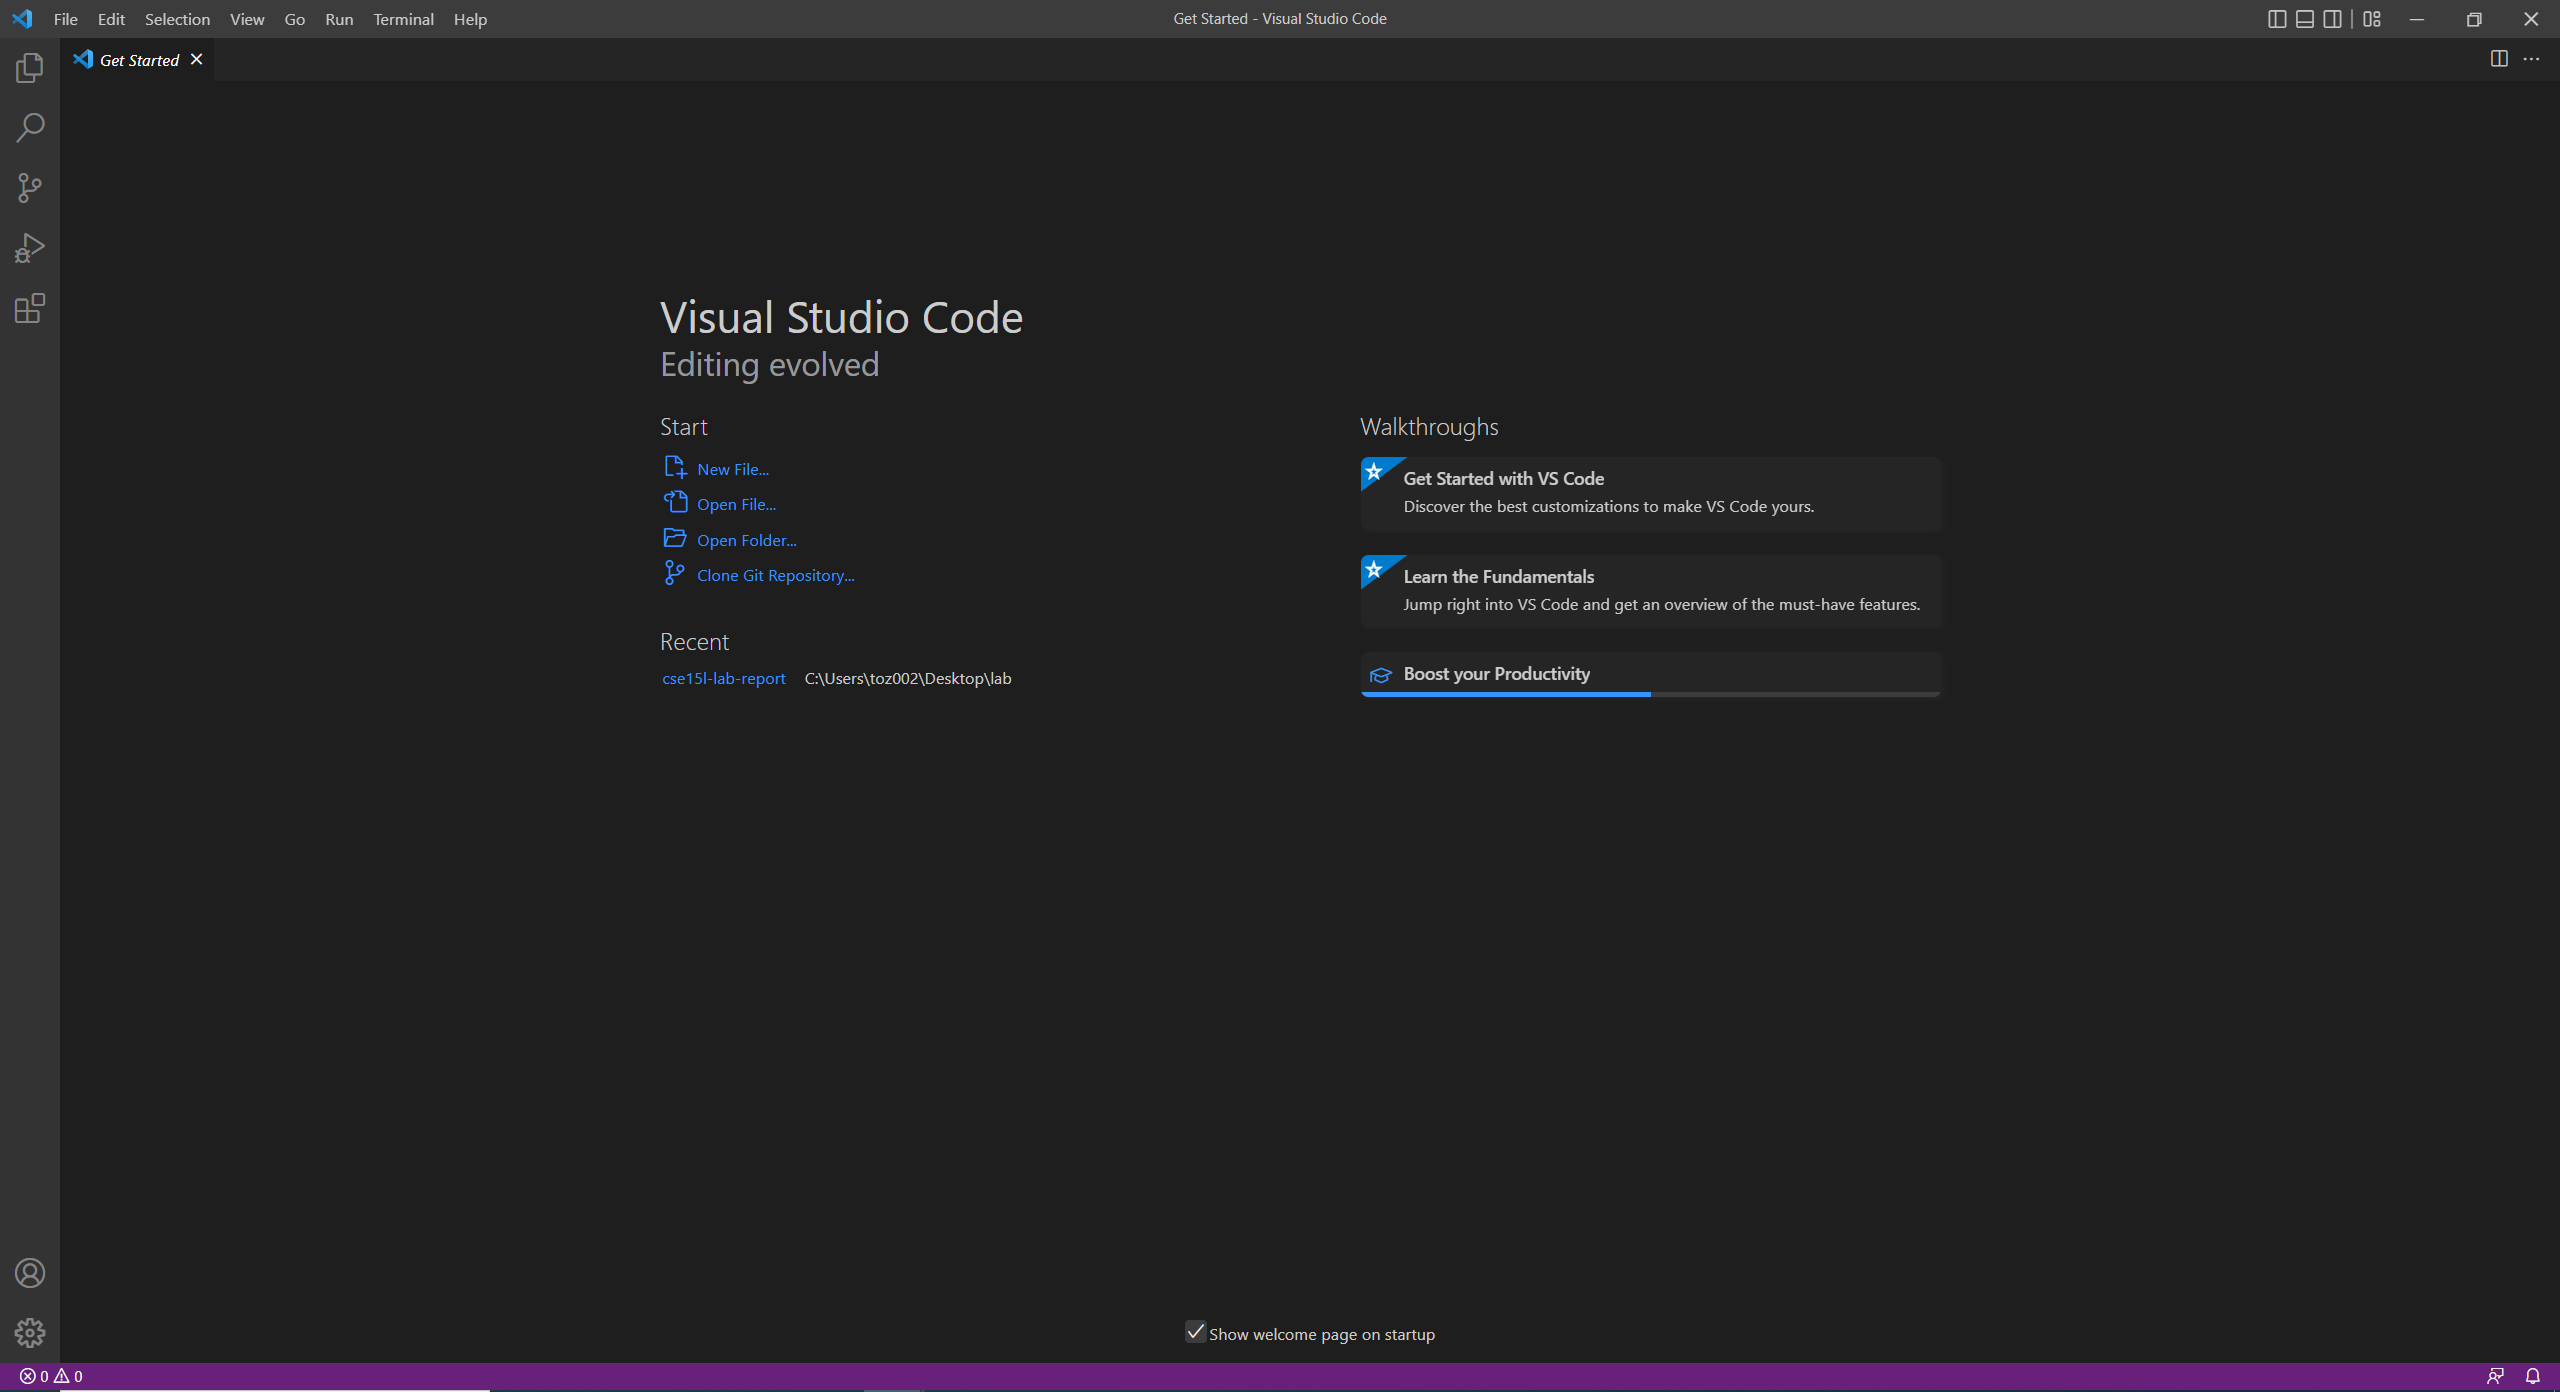 File Edit Selection View Go Run Terminal Help
Get Started - Visual Studio Code
Get Started
Visual Studio Code
Editing evolved
Start
New File...
Open File...
Open Folder...
Clone Git Repository...
Recent
cse15l-lab-report C:\Users\toz002\Desktop\lab
Walkthroughs
Get Started with VS Code
Discover the best customizations to make VS Code yours.
Learn the Fundamentals
Jump right into VS Code and get an overview of the must-have features.
Boost your Productivity
Show welcome page on startup
0 0